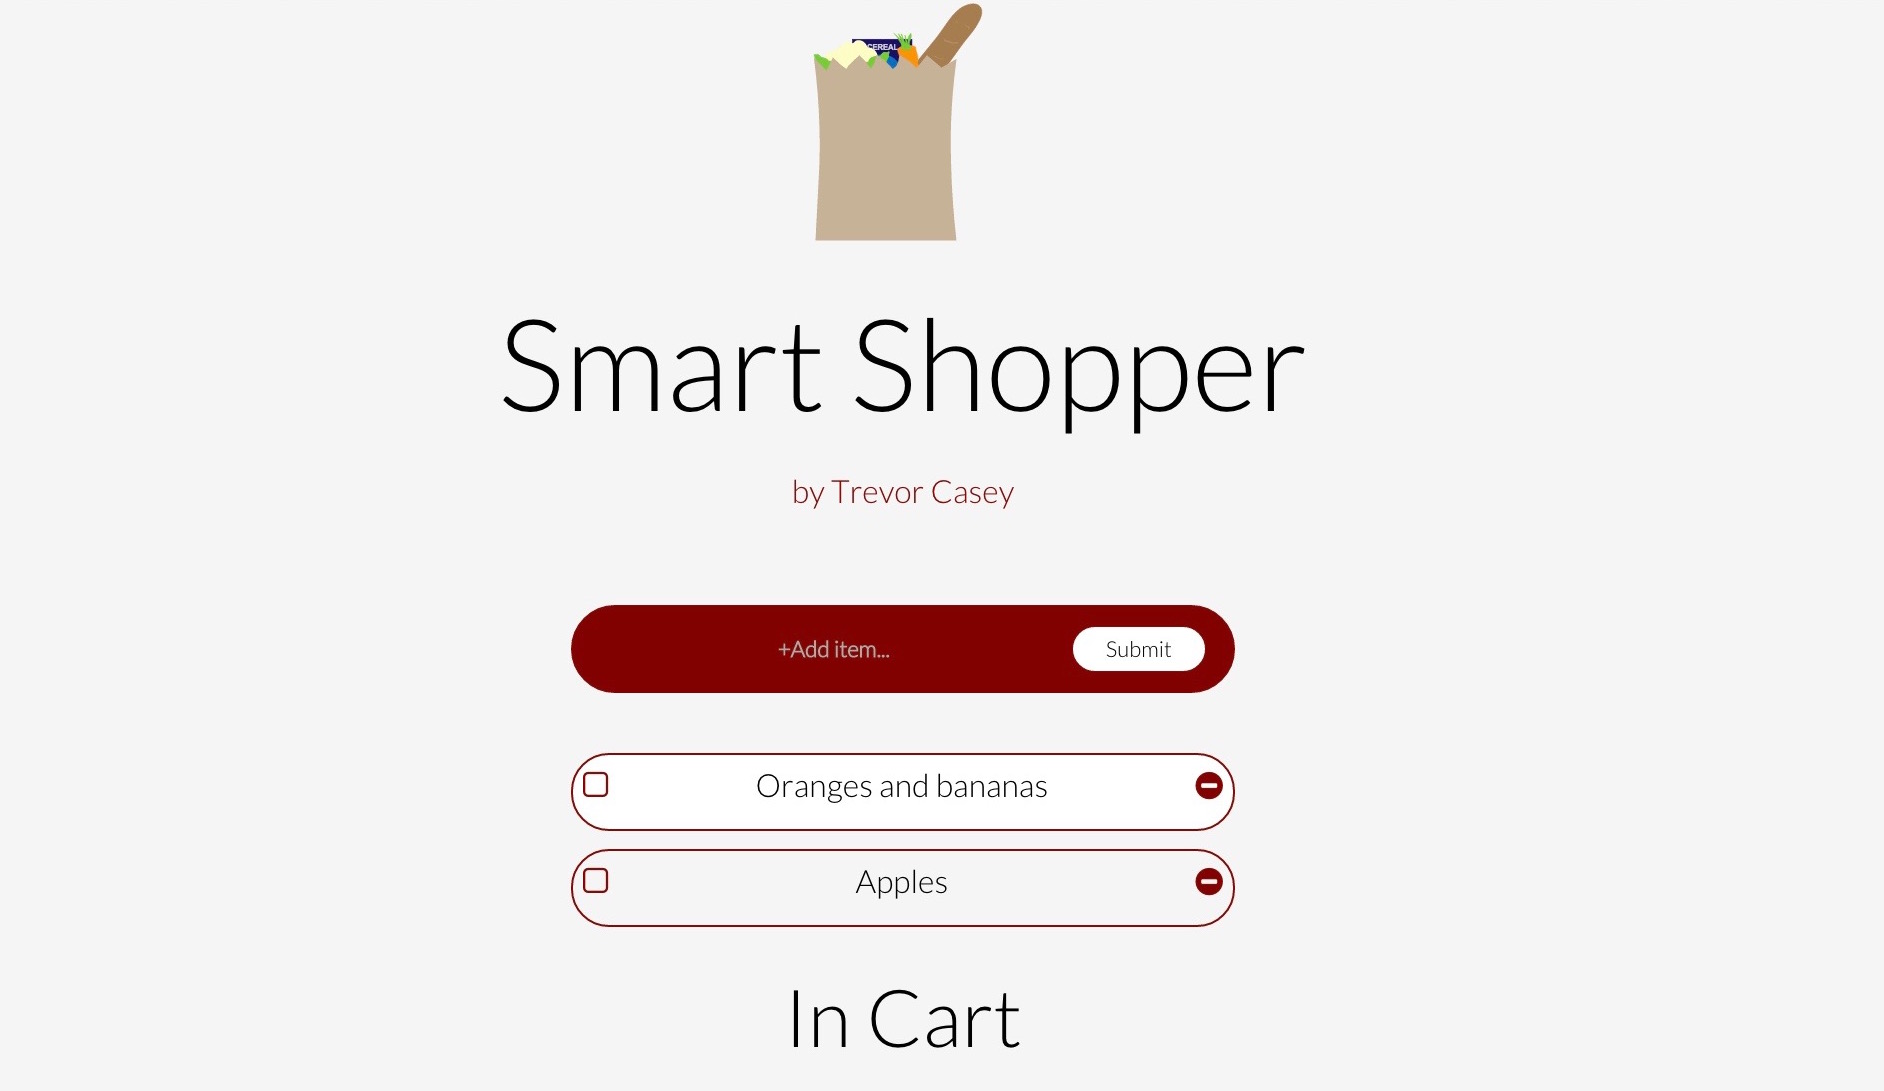 CEREAL
Smart Shopper
by Trevor Casey
+Add item...
Submit
Oranges and bananas
Apples
In Cart